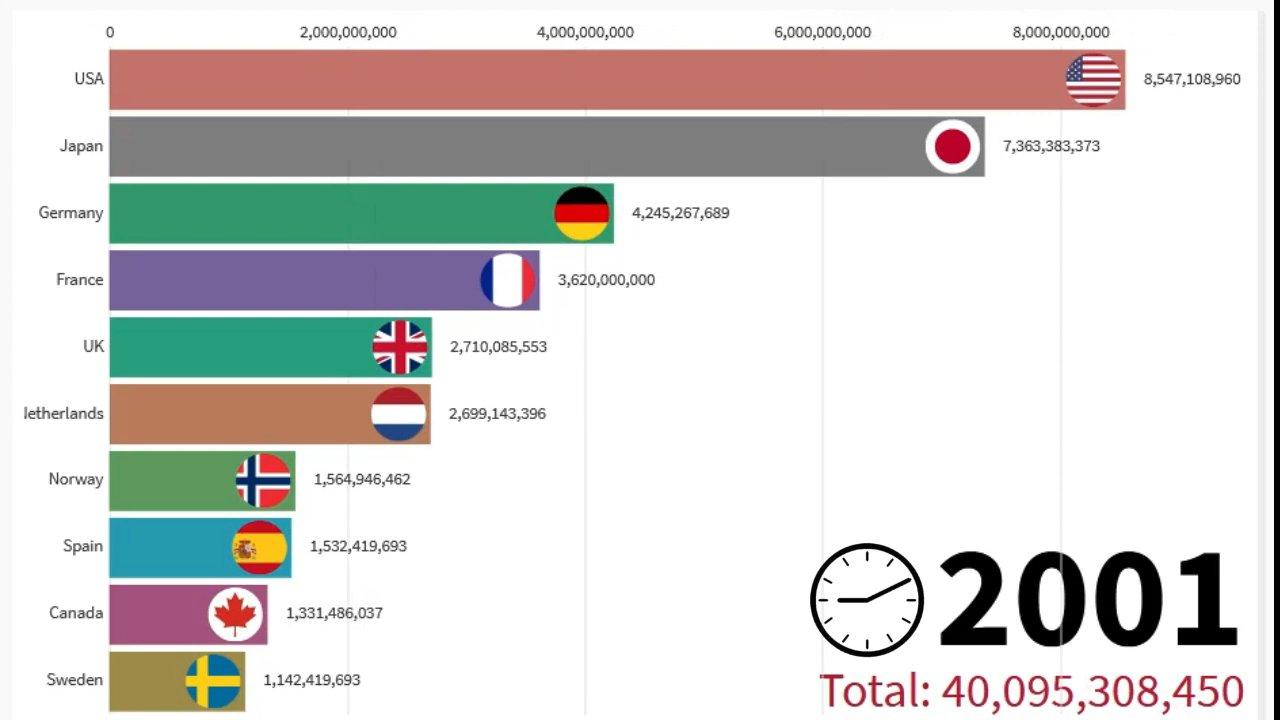 0 2,000,000,000 4,000,000,000 6,000,000,000 8,000,000,000
USA 8,547,108,960
Japan 7,363,383,373
Germany 4,245,267,689
France 3,620,000,000
UK 2,710,085,553
letherlands 2,699,143,396
Norway 1,564,946,462
Spain 1,532,419,693
Canada 1,331,486,037
Sweden 1,142,419,693
2001
Total: 40,095,308,450